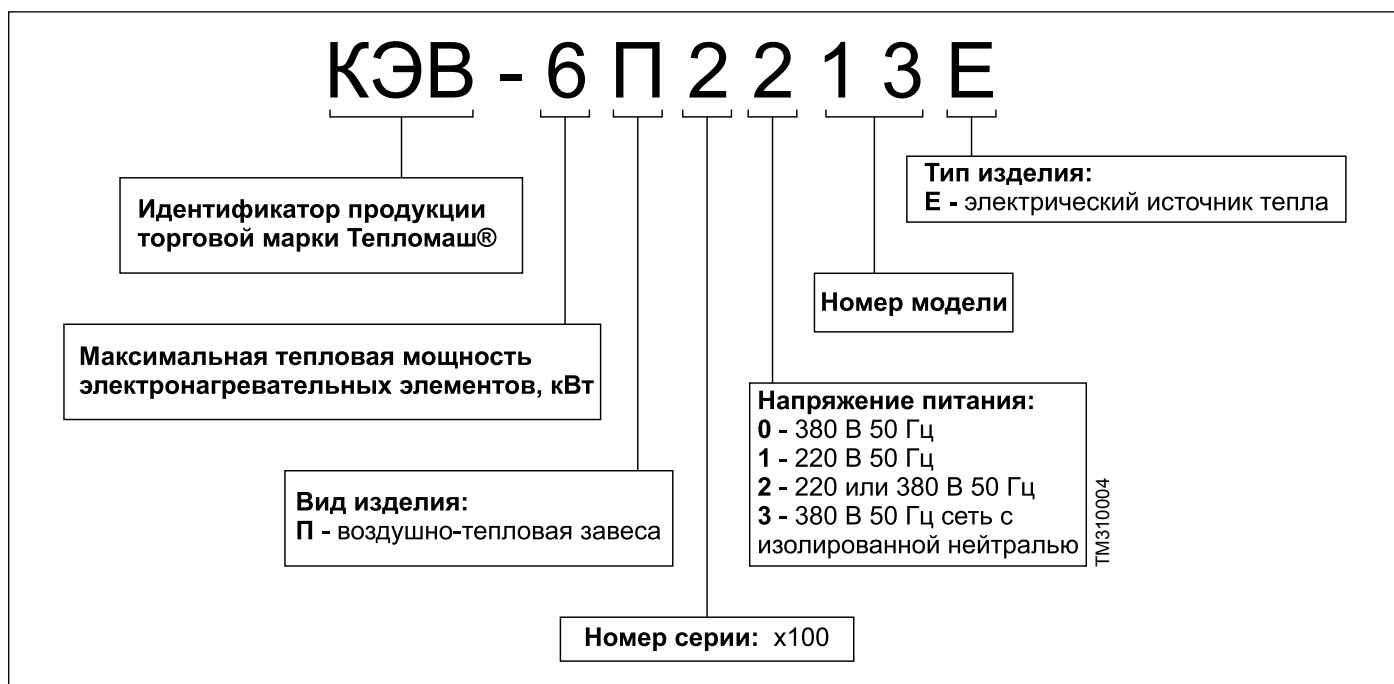 КЭВ - 6 П 2 2 1 3 Е
Тип изделия:
Е - электрический источник тепла
Идентификатор продукции
торговой марки Тепломаш®
Номер модели
Максимальная тепловая мощность
электронагревательных элементов, кВт
Напряжение питания:
0 - 380 В 50 Гц
1 - 220 В 50 Гц
2 - 220 или 380 В 50 Гц
3 - 380 В 50 Гц сеть с
изолированной нейтралью
Вид изделия:
П - воздушно-тепловая завеса
TM310004
Номер серии: x100